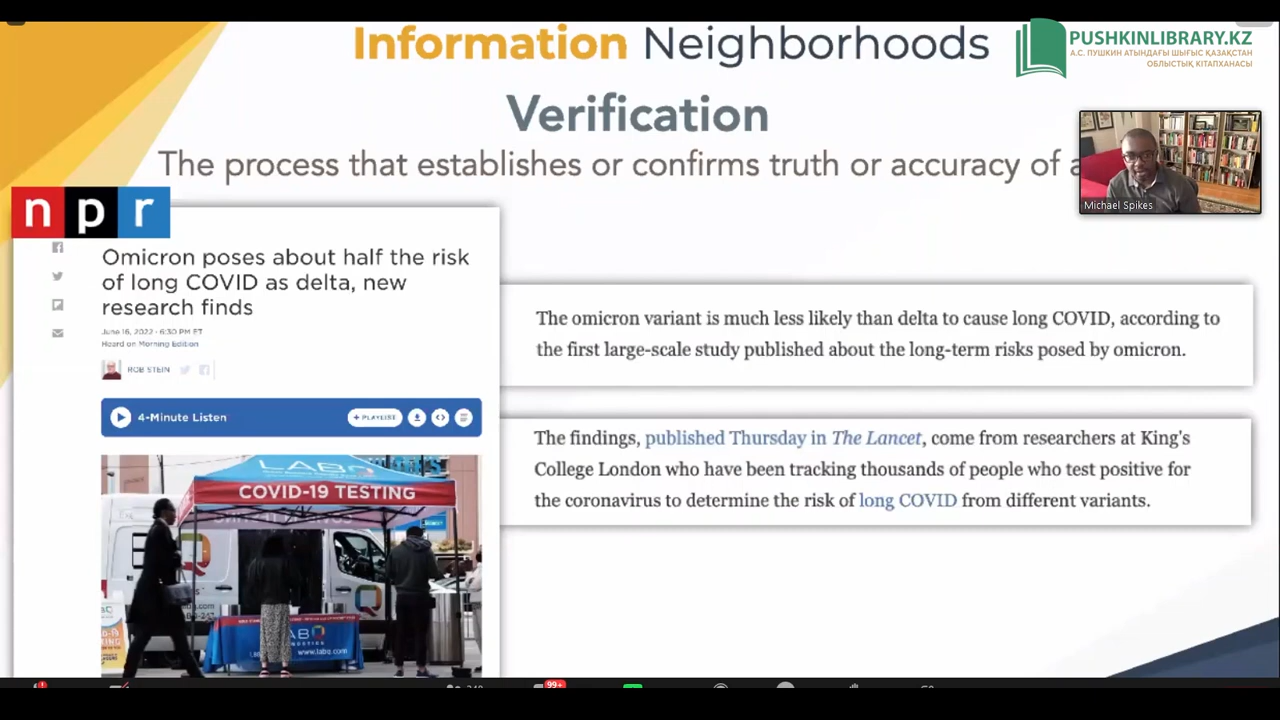 Information Neighborhoods
PUSHKINLIBRARY.KZ
А.С. ПУШКИН АТЫНДАҒЫ ШЫҒЫС ҚАЗАҚСТАН
ОБЛЫСТЫҚ КІТАПХАНАСЫ
Verification
The process that establishes or confirms truth or accuracy of a
Michael Spikes
npr
Omicron poses about half the risk
of long COVID as delta, new
research finds
June 16, 2022 · 6:30 PM ET
Heard on Morning Edition
ROB STEIN
4-Minute Listen
+ PLAYLIST
The omicron variant is much less likely than delta to cause long COVID, according to
the first large-scale study published about the long-term risks posed by omicron.
The findings, published Thursday in The Lancet, come from researchers at King's
College London who have been tracking thousands of people who test positive for
the coronavirus to determine the risk of long COVID from different variants.
LABQ
COVID-19 TESTING
LABQ
www.labq.com
99+